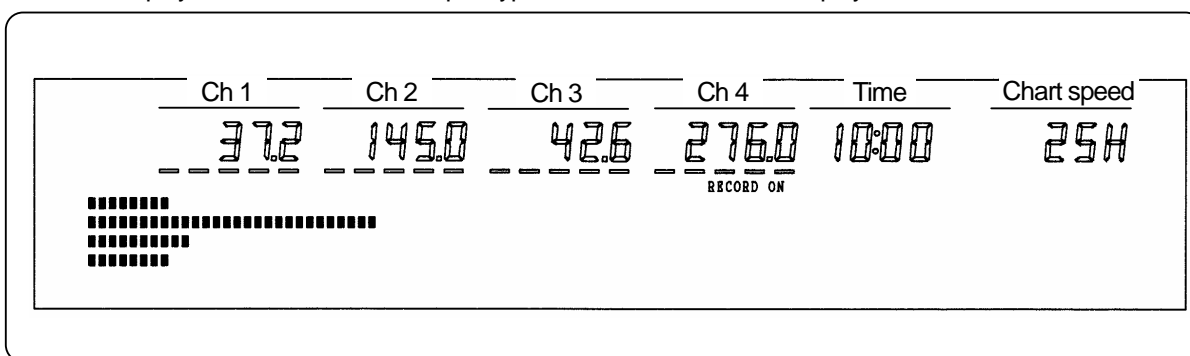 Ch 1 Ch 2 Ch 3 Ch 4 Time Chart speed
37.2 145.0 42.6 276.0 10:00 25H
RECORD ON